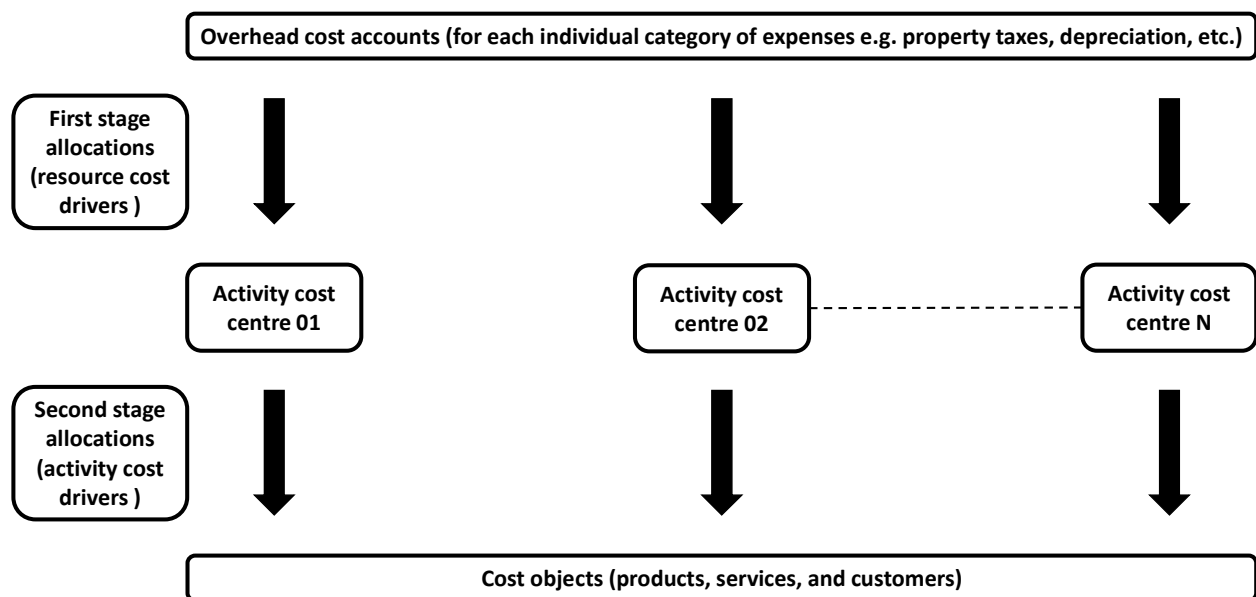 Overhead cost accounts (for each individual category of expenses e.g. property taxes, depreciation, etc.)
First stage
allocations
(resource cost
drivers )
Activity cost
centre 01
Activity cost
centre 02
Activity cost
centre N
Second stage
allocations
(activity cost
drivers )
Cost objects (products, services, and customers)